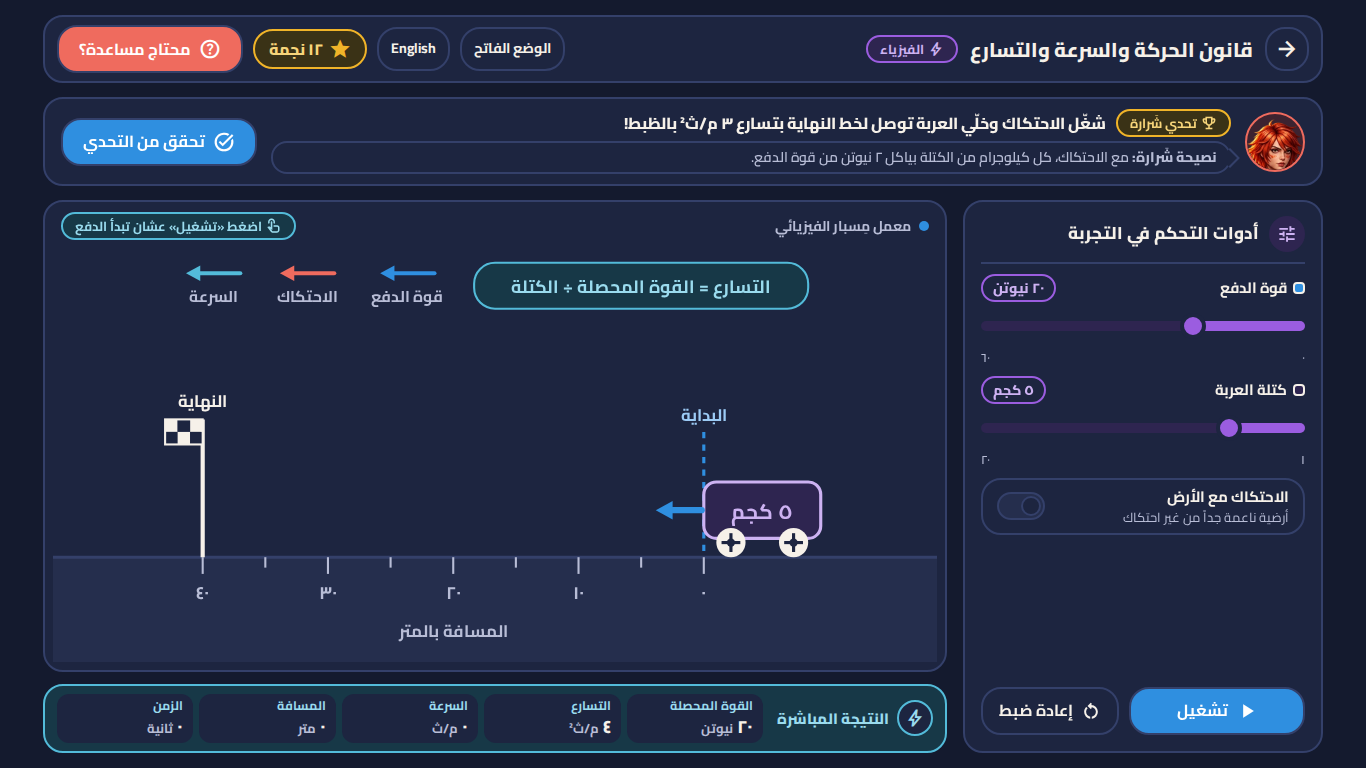 قانون الحركة والسرعة والتسارع
الفيزياء
الوضع الفاتح
English
١٢ نجمة
محتاج مساعدة؟
تحدي شرارة
شغّل الاحتكاك وخلّي العربة توصل لخط النهاية بتسارع ٣ م/ث² بالظبط!
نصيحة شرارة: مع الاحتكاك، كل كيلوجرام من الكتلة بياكل ٢ نيوتن من قوة الدفع.
تحقق من التحدي
أدوات التحكم في التجربة
قوة الدفع
٢٠ نيوتن
٠
٦٠
كتلة العربة
٥ كجم
١
٢٠
الاحتكاك مع الأرض
أرضية ناعمة جداً من غير احتكاك
تشغيل
إعادة ضبط
معمل مسبار الفيزيائي
اضغط «تشغيل» عشان تبدأ الدفع
التسارع = القوة المحصلة ÷ الكتلة
قوة الدفع
الاحتكاك
السرعة
البداية
النهاية
٥ كجم
٠
١٠
٢٠
٣٠
٤٠
المسافة بالمتر
النتيجة المباشرة
القوة المحصلة
٢٠ نيوتن
التسارع
٤ م/ث²
السرعة
٠ م/ث
المسافة
٠ متر
الزمن
٠ ثانية